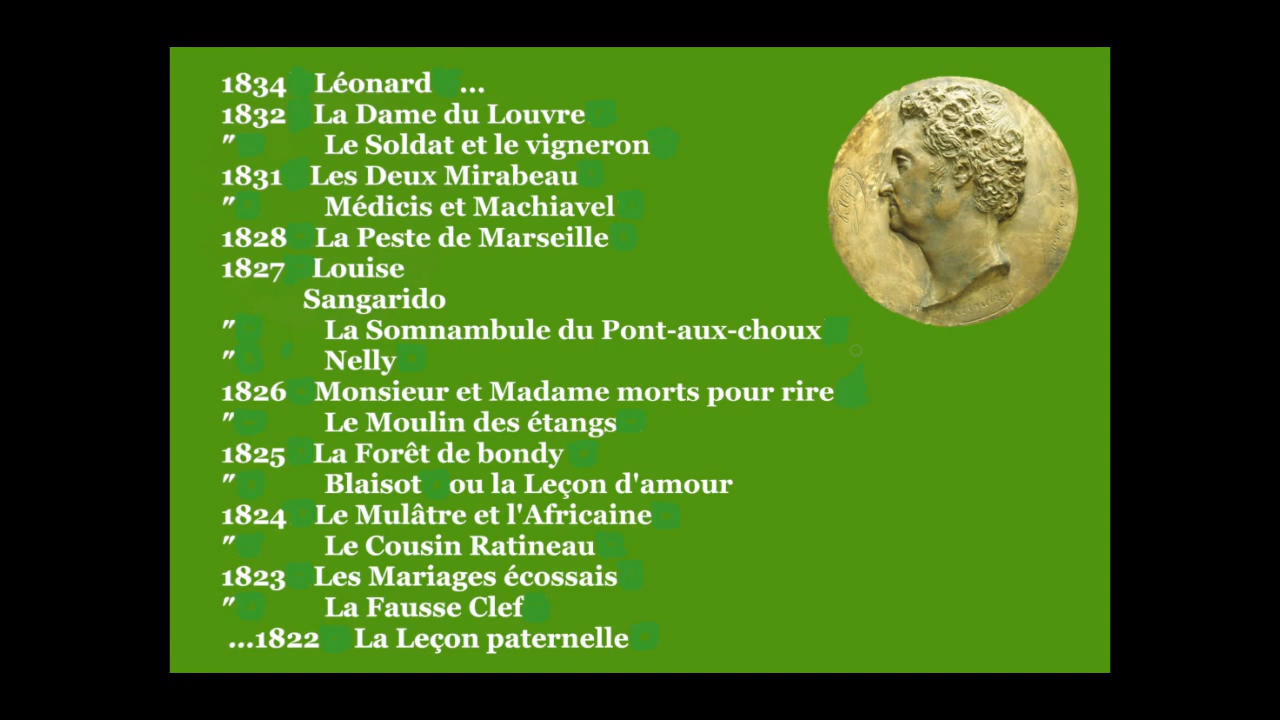 1834 Léonard ...
1832 La Dame du Louvre
" Le Soldat et le vigneron
1831 Les Deux Mirabeau
" Médicis et Machiavel
1828 La Peste de Marseille
1827 Louise
Sangarido
" La Somnambule du Pont-aux-choux
" Nelly
1826 Monsieur et Madame morts pour rire
" Le Moulin des étangs
1825 La Forêt de bondy
" Blaisot ou la Leçon d'amour
1824 Le Mulâtre et l'Africaine
" Le Cousin Ratineau
1823 Les Mariages écossais
" La Fausse Clef
...1822 La Leçon paternelle